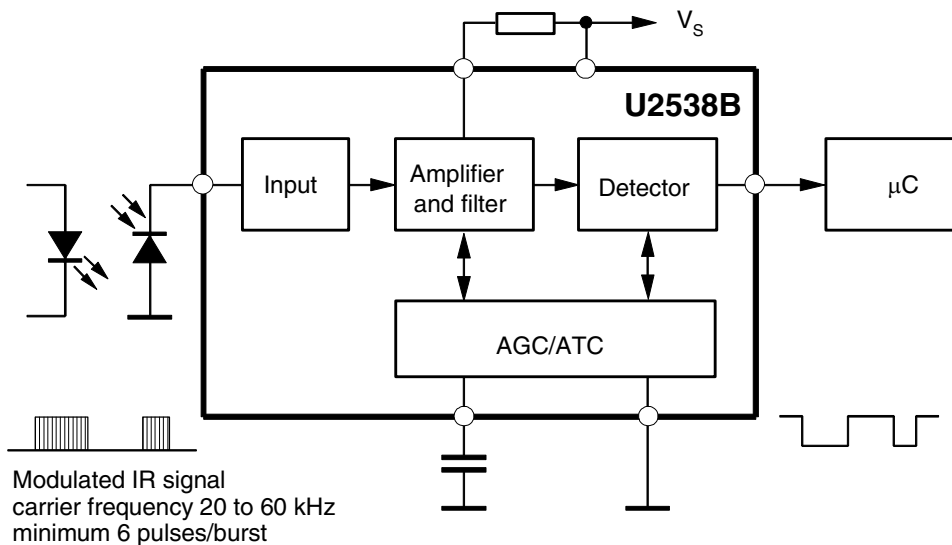 V_S
U2538B
Input
Amplifier
and filter
Detector
μC
AGC/ATC
Modulated IR signal
carrier frequency 20 to 60 kHz
minimum 6 pulses/burst